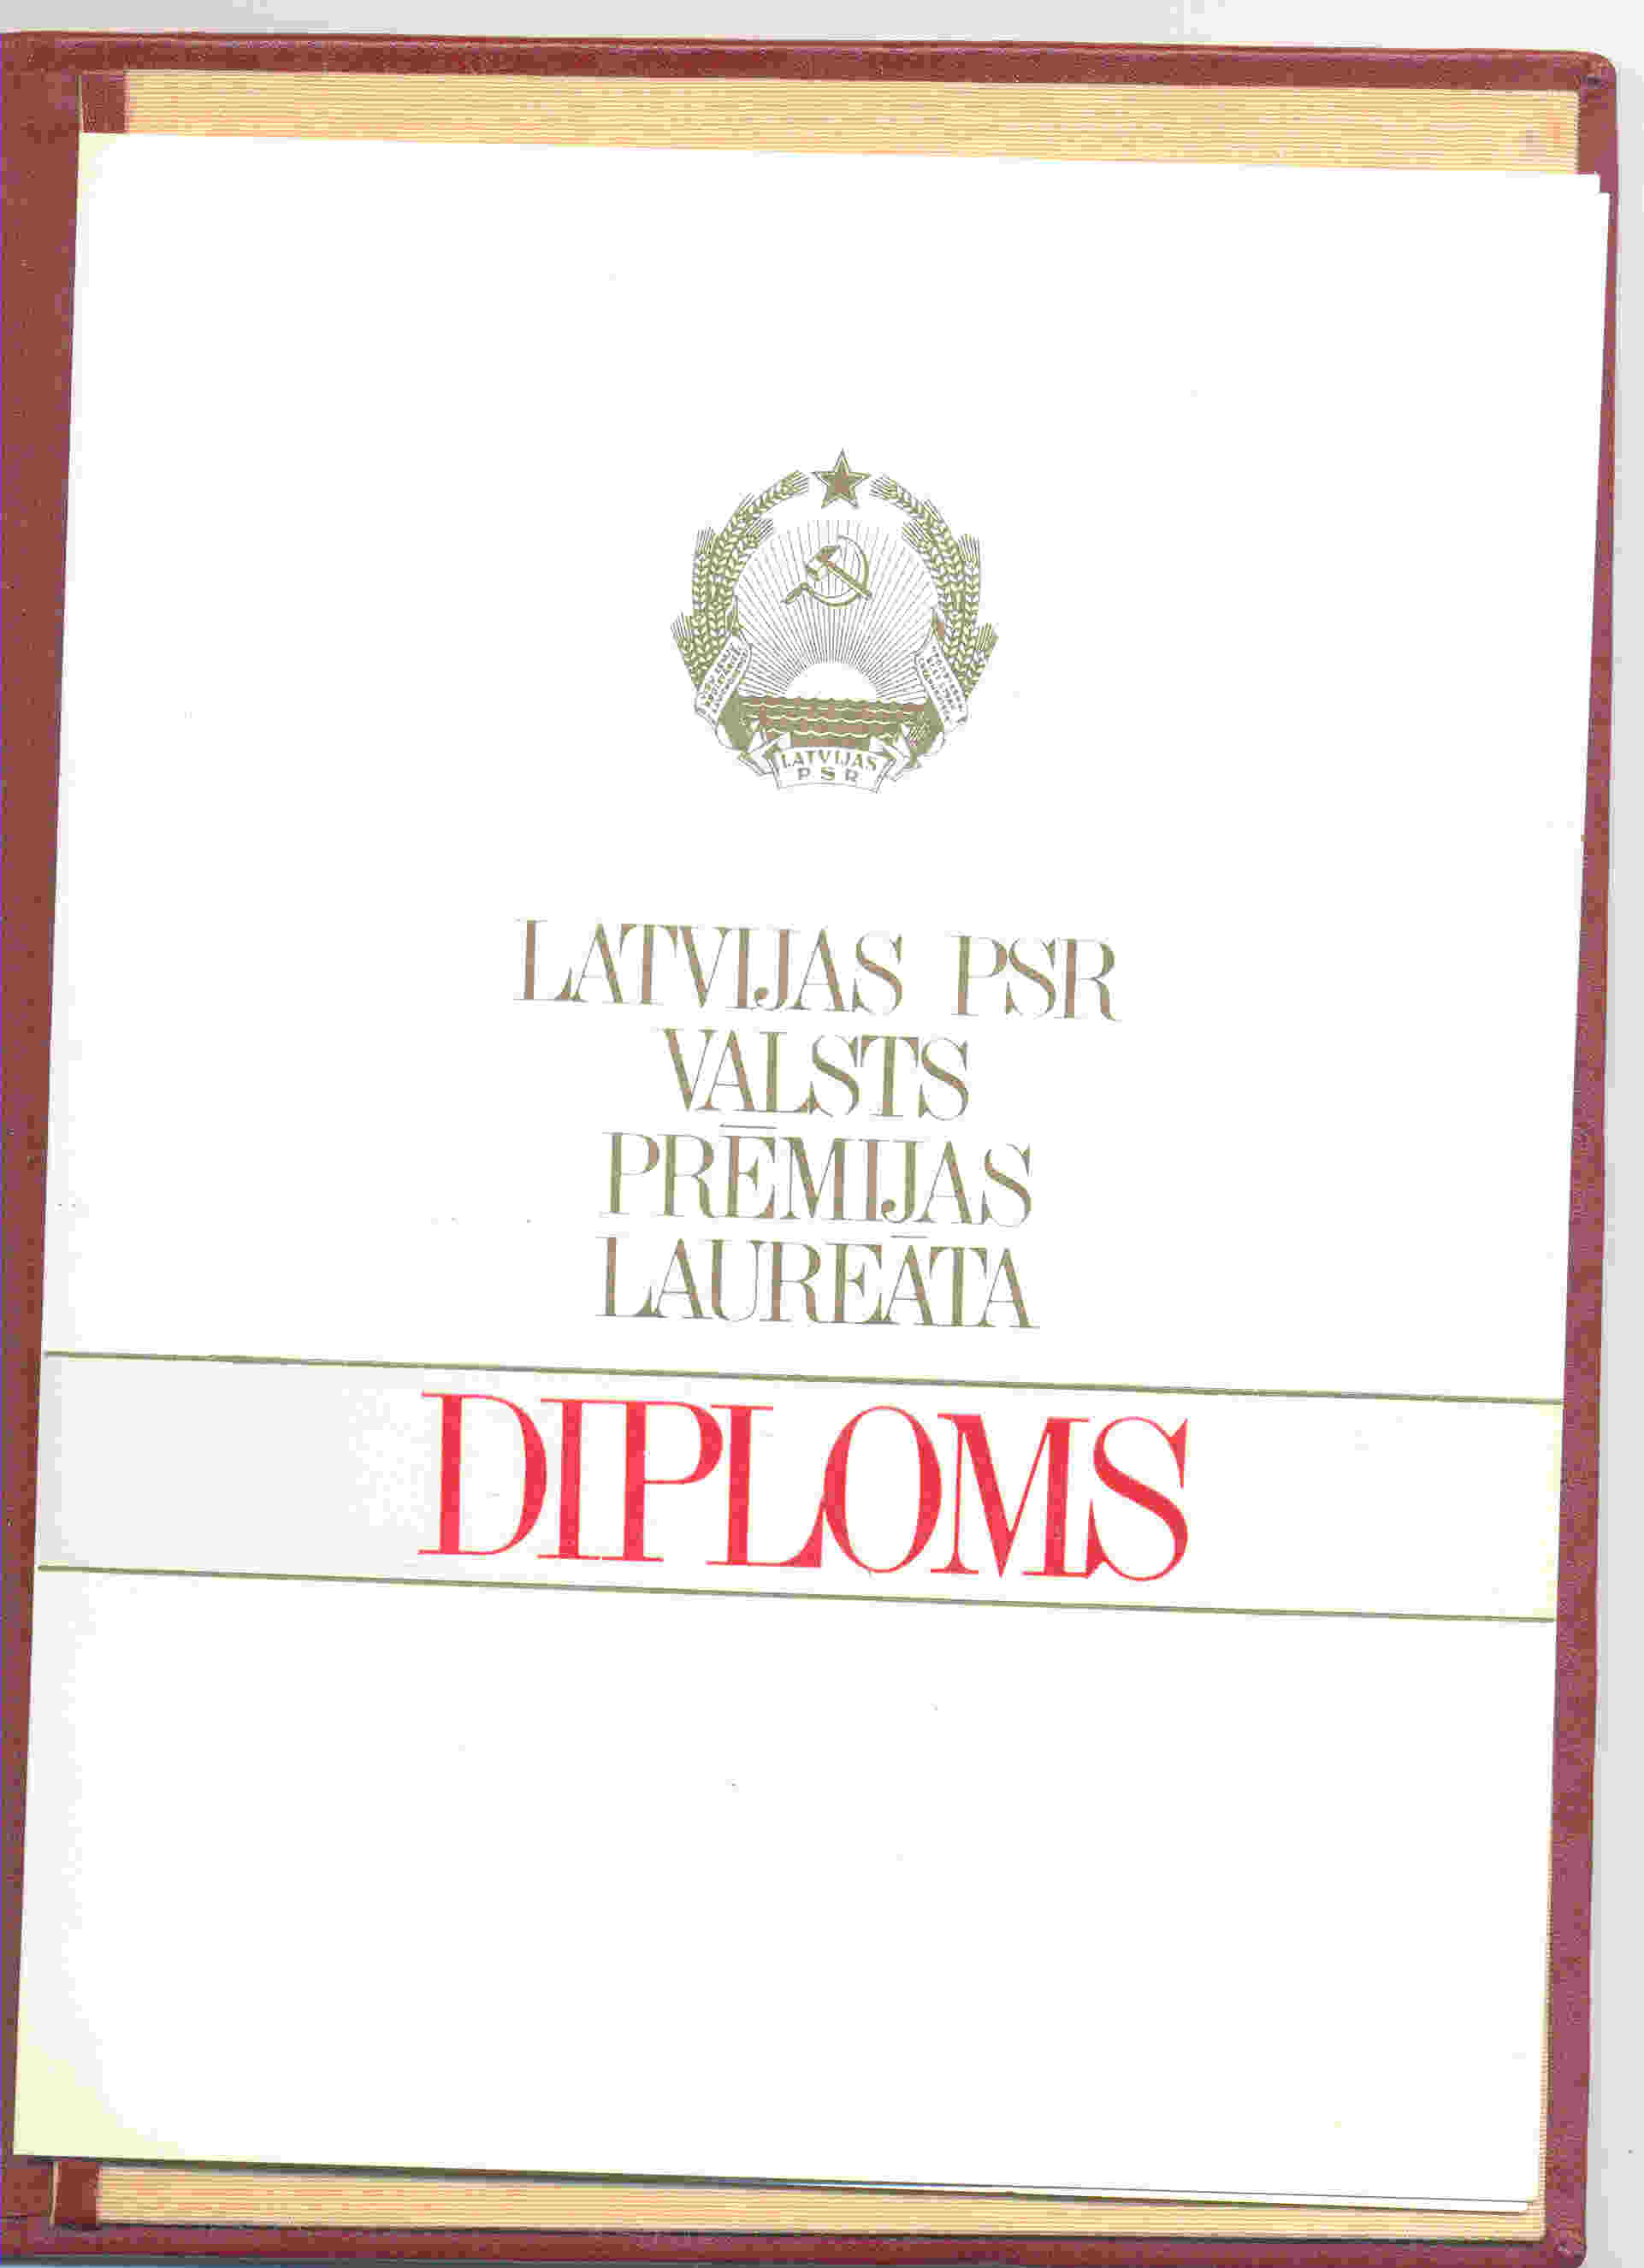 LATVIJAS
PSR
LATVIJAS PSR
VALSTS
PRĒMIJAS
LAUREĀTA
DIPLOMS